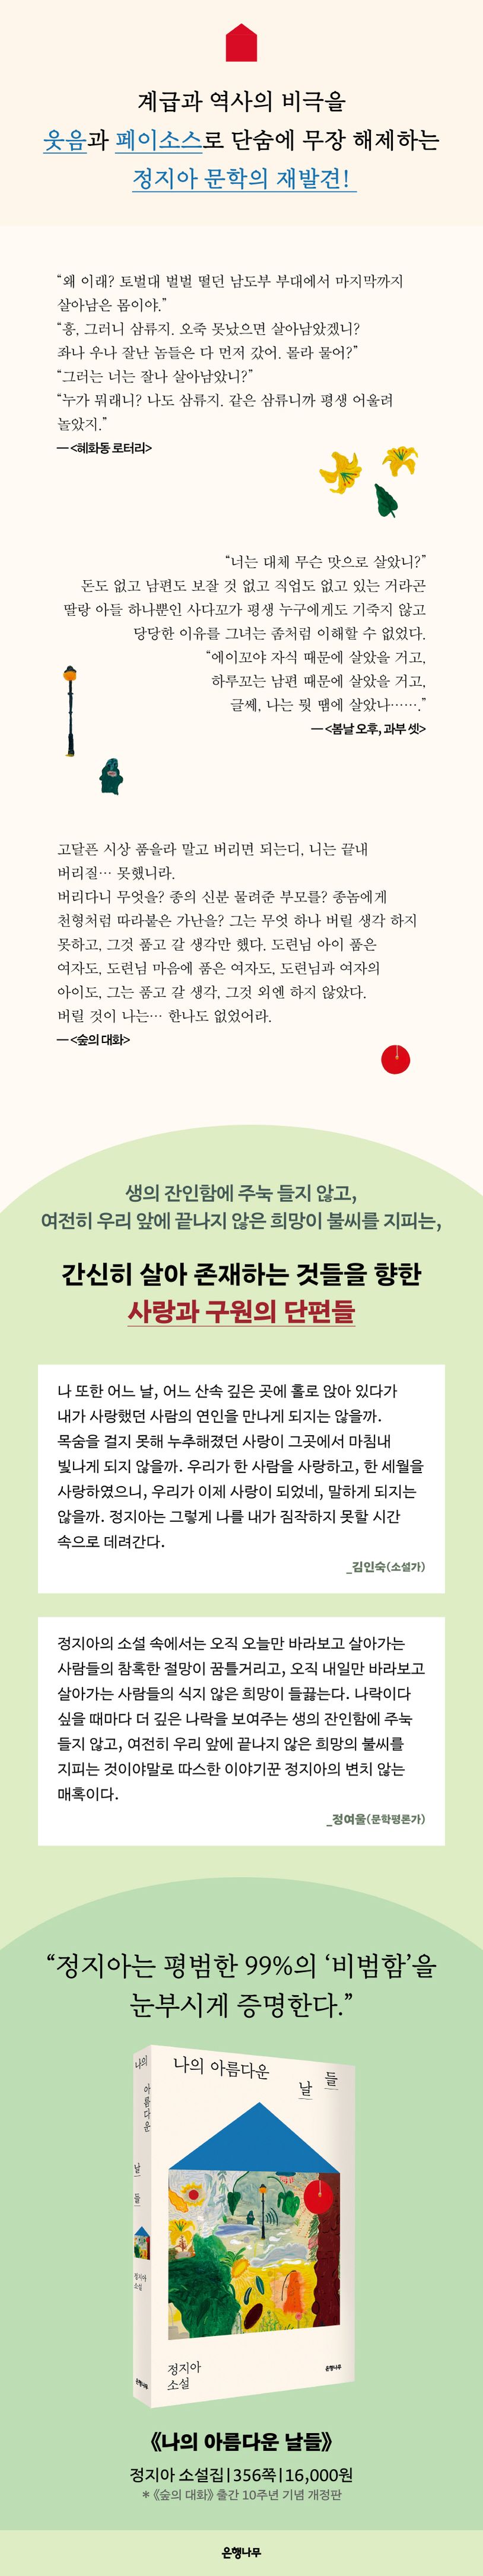 계급과 역사의 비극을
웃음과 페이소스로 단숨에 무장 해제하는
정지아 문학의 재발견!
“왜 이래? 토벌대 벌벌 떨던 남도부 부대에서 마지막까지
살아남은 몸이야.”
“흥, 그러니 삼류지. 오죽 못났으면 살아남았겠니?
좌나 우나 잘난 놈들은 다 먼저 갔어. 몰라 물어?”
“그러는 너는 잘나 살아남았니?”
“누가 뭐래니? 나도 삼류지. 같은 삼류니까 평생 어울려
놀았지.”
— <혜화동 로터리>
“너는 대체 무슨 맛으로 살았니?”
돈도 없고 남편도 보잘 것 없고 직업도 없고 있는 거라곤
딸랑 아들 하나뿐인 사다꼬가 평생 누구에게도 기죽지 않고
당당한 이유를 그녀는 좀처럼 이해할 수 없었다.
“에이꼬야 자식 때문에 살았을 거고,
하루꼬는 남편 때문에 살았을 거고,
글쎄, 나는 뭣 땜에 살았나…….”
— <봄날 오후, 과부 셋>
고달픈 시상 품을라 말고 버리면 되는디, 니는 끝내
버리질… 못했니라.
버리다니 무엇을? 종의 신분 물려준 부모를? 종놈에게
천형처럼 따라붙은 가난을? 그는 무엇 하나 버릴 생각 하지
못하고, 그것 품고 갈 생각만 했다. 도련님 아이 품은
여자도, 도련님 마음에 품은 여자도, 도련님과 여자의
아이도, 그는 품고 갈 생각, 그것 외엔 하지 않았다.
버릴 것이 나는… 한나도 없었어라.
— <숲의 대화>
생의 잔인함에 주눅 들지 않고,
여전히 우리 앞에 끝나지 않은 희망이 불씨를 지피는,
간신히 살아 존재하는 것들을 향한
사랑과 구원의 단편들
나 또한 어느 날, 어느 산속 깊은 곳에 홀로 앉아 있다가
내가 사랑했던 사람의 연인을 만나게 되지는 않을까.
목숨을 걸지 못해 누추해졌던 사랑이 그곳에서 마침내
빛나게 되지 않을까. 우리가 한 사람을 사랑하고, 한 세월을
사랑하였으니, 우리가 이제 사랑이 되었네, 말하게 되지는
않을까. 정지아는 그렇게 나를 내가 짐작하지 못할 시간
속으로 데려간다.
_김인숙(소설가)
정지아의 소설 속에서는 오직 오늘만 바라보고 살아가는
사람들의 참혹한 절망이 꿈틀거리고, 오직 내일만 바라보고
살아가는 사람들의 식지 않은 희망이 들끓는다. 나락이다
싶을 때마다 더 깊은 나락을 보여주는 생의 잔인함에 주눅
들지 않고, 여전히 우리 앞에 끝나지 않은 희망의 불씨를
지피는 것이야말로 따스한 이야기꾼 정지아의 변치 않는
매혹이다.
_정여울(문학평론가)
“정지아는 평범한 99%의 ‘비범함’을
눈부시게 증명한다.”
나의 아름다운 날들
정지아 소설
은행나무
나의 아름다운
날들
정지아
소설
은행나무
《나의 아름다운 날들》
정지아 소설집|356쪽|16,000원
* 《숲의 대화》 출간 10주년 기념 개정판
은행나무